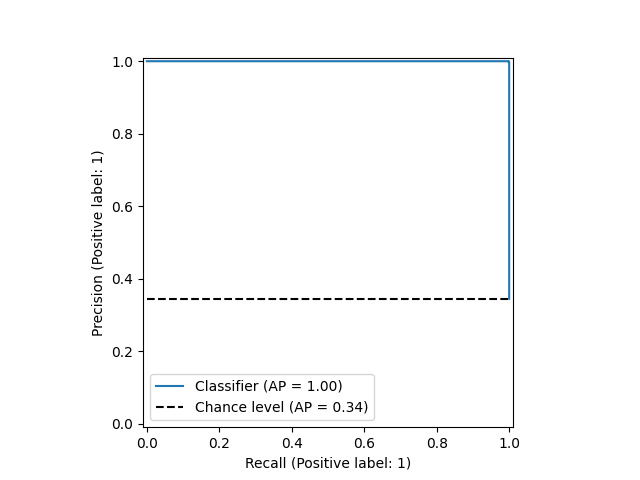 1.0
0.8
0.6
0.4
0.2
0.0
Precision (Positive label: 1)
Classifier (AP = 1.00)
Chance level (AP = 0.34)
0.0 0.2 0.4 0.6 0.8 1.0
Recall (Positive label: 1)